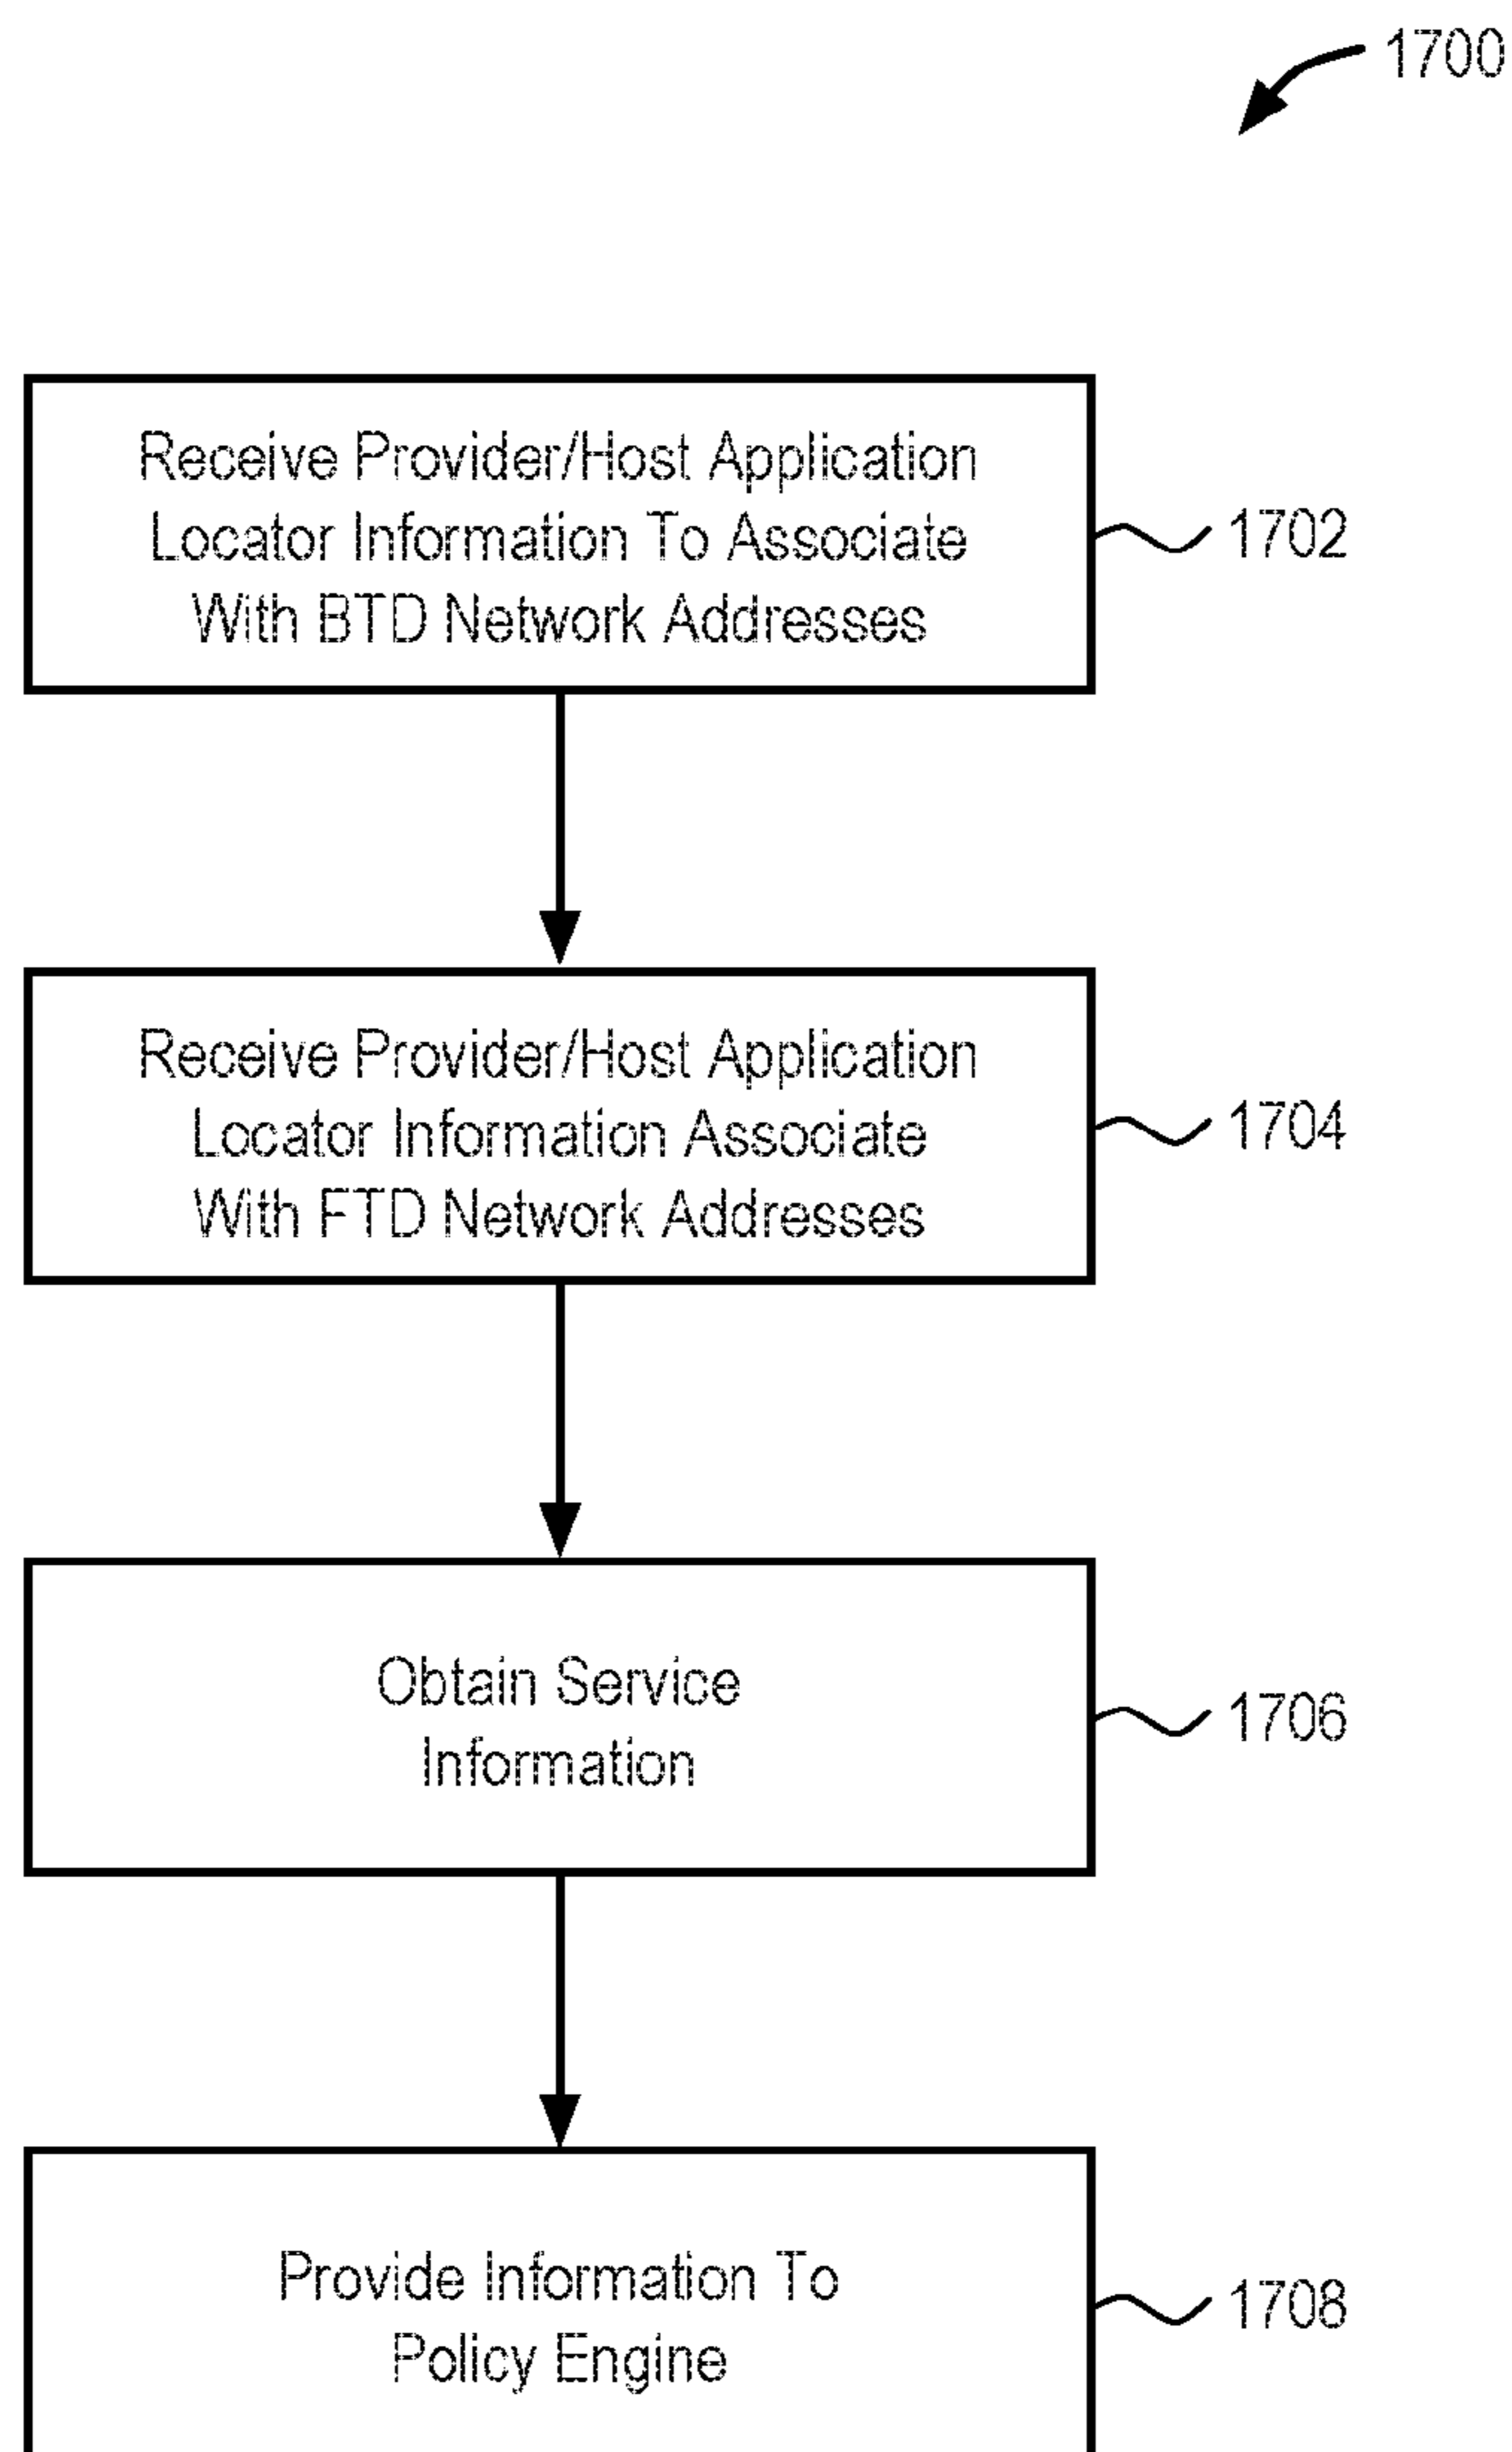 1700
Receive Provider/Host Application
Locator Information To Associate
With BTD Network Addresses
1702
Receive Provider/Host Application
Locator Information Associate
With FTD Network Addresses
1704
Obtain Service
Information
1706
Provide Information To
Policy Engine
1708